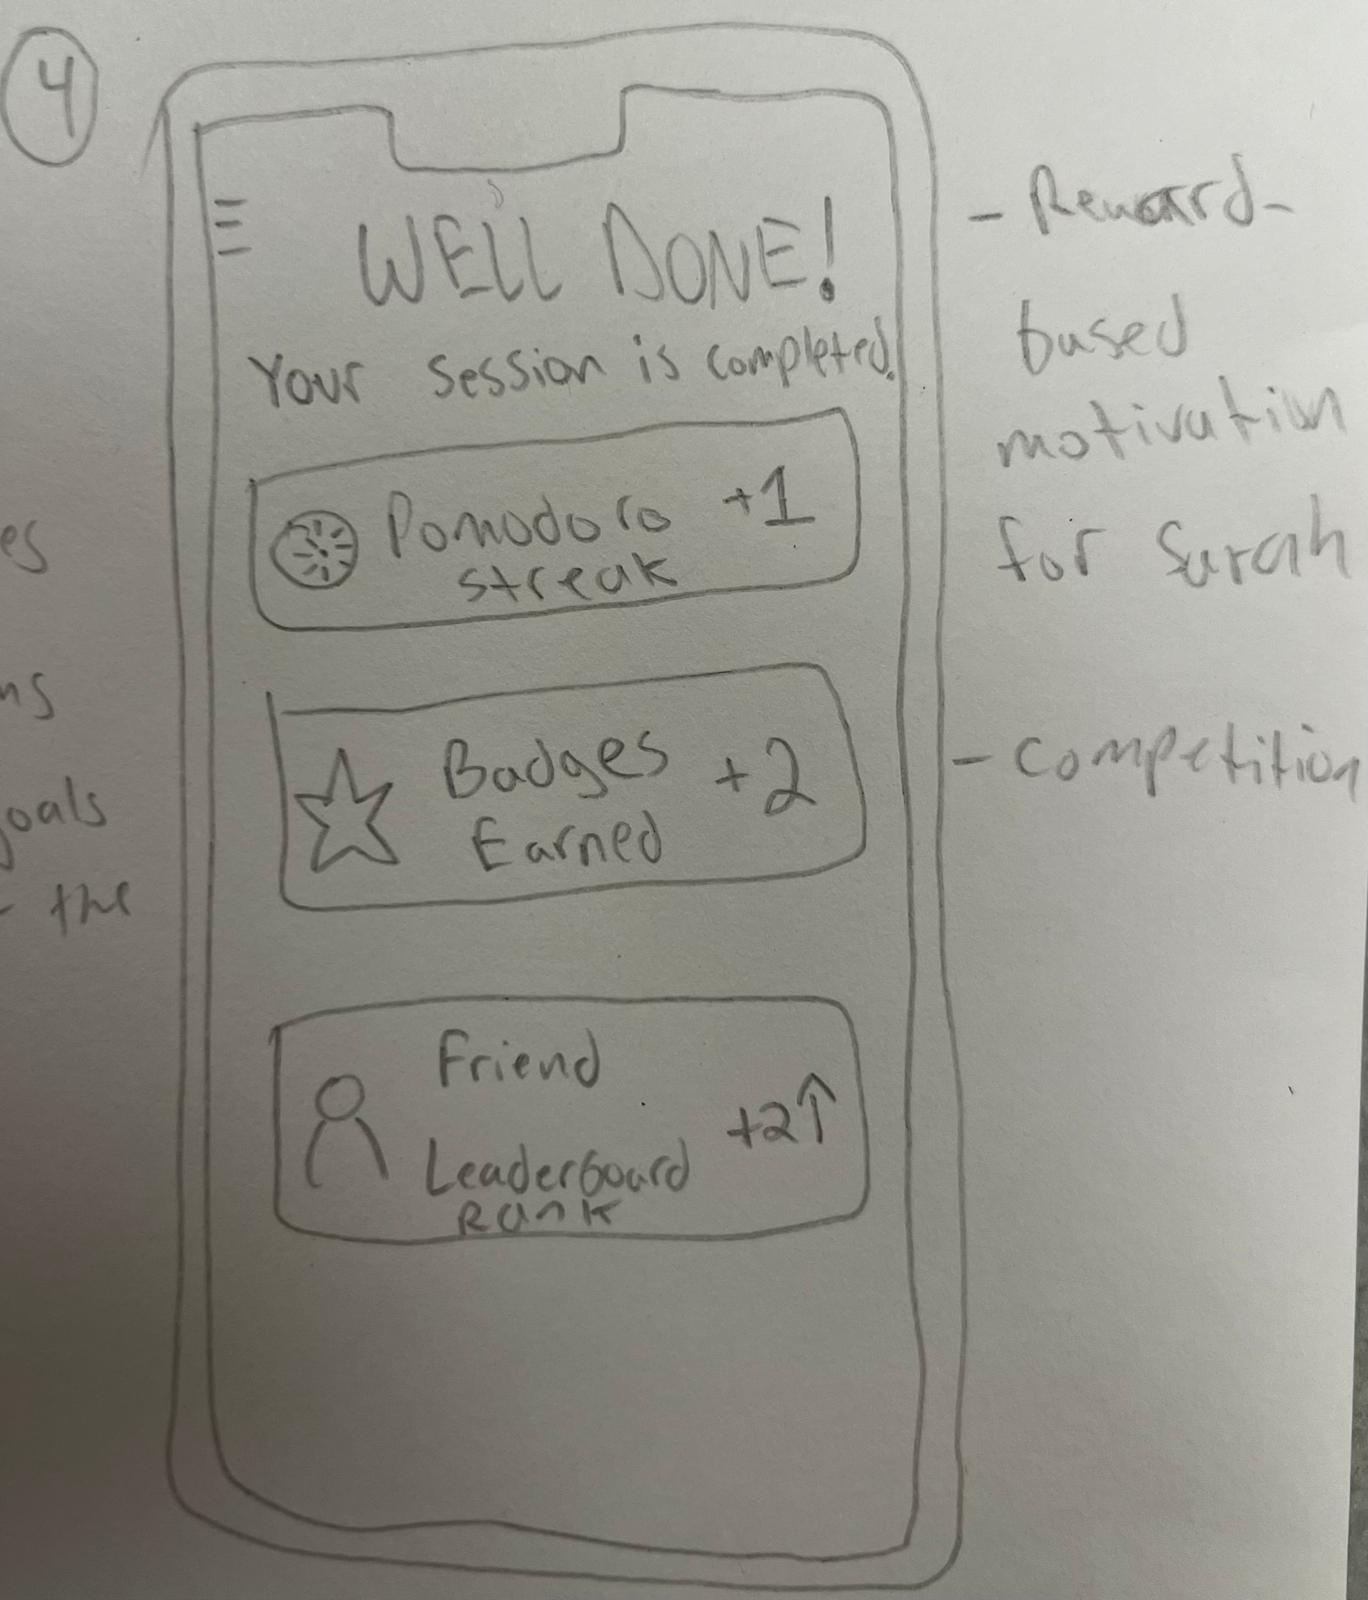 4
WELL DONE!
Your session is completed.
Pomodoro +1
streak
Badges +2
Earned
Friend
Leaderboard +2↑
RANK
- Reward-
based
motivation
for Sarah
- Competition
es
ns
goals
the